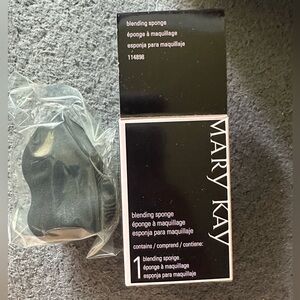 blending sponge
éponge à maquillage
esponja para maquillaje
114898
MARY KAY
blending sponge
éponge à maquillage
esponja para maquillaje
contains / comprend / contiene:
1 blending sponge
éponge à maquillage
esponja para maquillaje